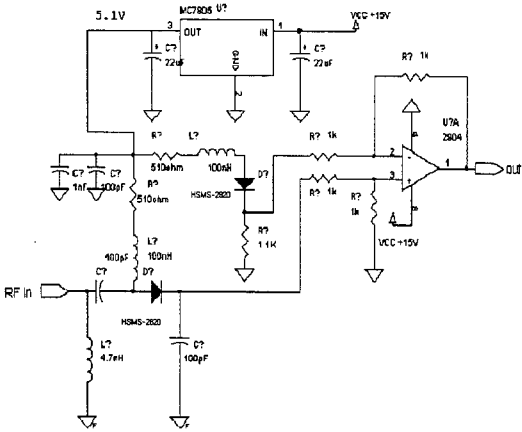 MC7805 U?
5.1V
3 OUT IN 1
GND
2
VCC +15V
C?
22uF
C?
22uF
R? 1k
U?A
2904
8
R? L?
510ohm 100nH
R? 1k
2 -
1
OUT
C? C?
1nF 100pF
R?
510ohm
D?
HSMS-2820
R? 1k
3 +
R?
1k
R?
1.1K
VCC +15V
L?
100nH
400pF
C? D?
RF in
HSMS-2820
L?
4.7nH
C?
100pF